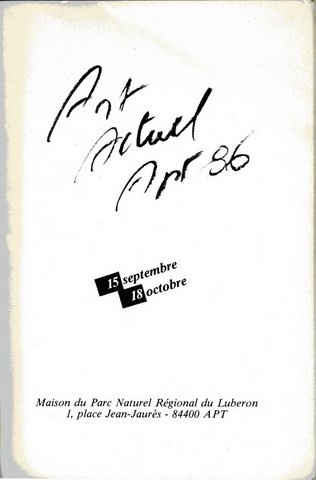 Art
Actuel
Apt 86
15 septembre
18 octobre
Maison du Parc Naturel Régional du Luberon
1, place Jean-Jaurès - 84400 APT